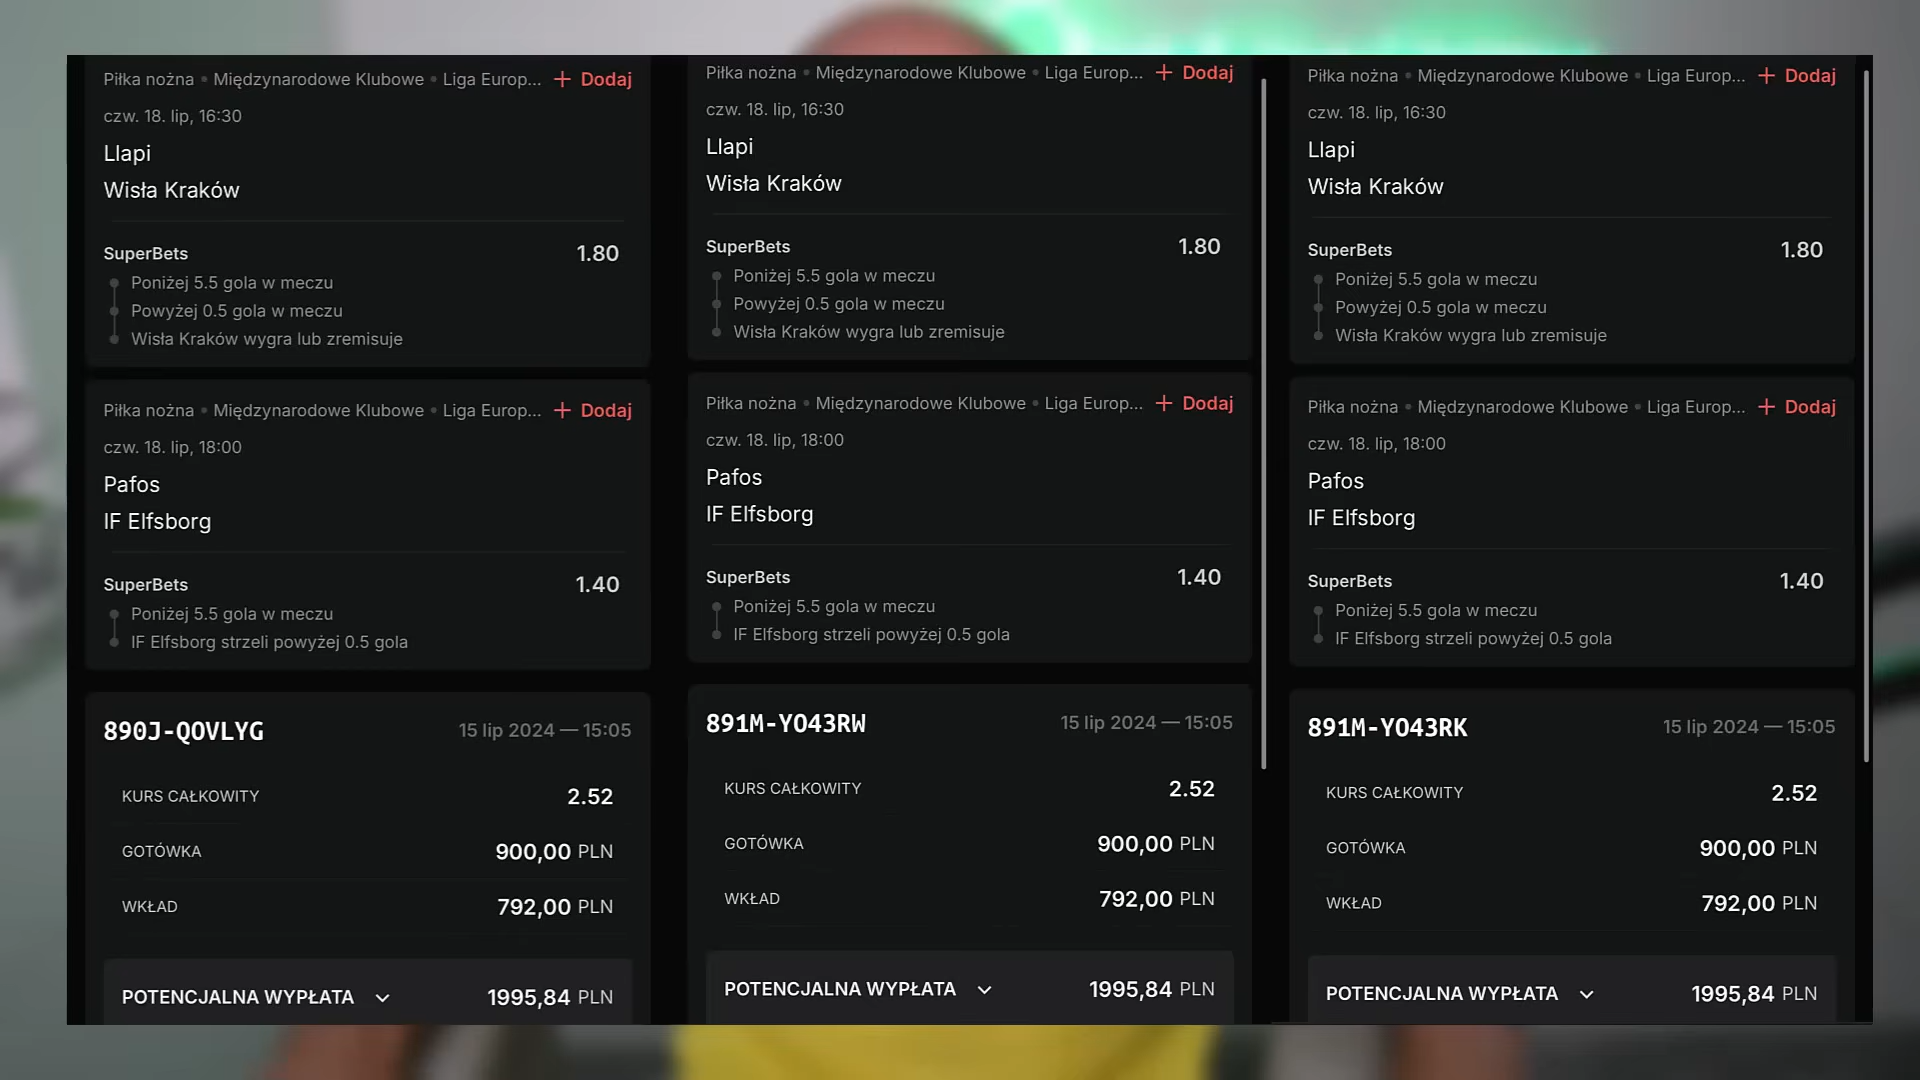 Piłka nożna • Międzynarodowe Klubowe • Liga Europ... + Dodaj
czw. 18. lip, 16:30
Llapi
Wisła Kraków
SuperBets 1.80
Poniżej 5.5 gola w meczu
Powyżej 0.5 gola w meczu
Wisła Kraków wygra lub zremisuje
Piłka nożna • Międzynarodowe Klubowe • Liga Europ... + Dodaj
czw. 18. lip, 18:00
Pafos
IF Elfsborg
SuperBets 1.40
Poniżej 5.5 gola w meczu
IF Elfsborg strzeli powyżej 0.5 gola
890J-QOVLYG 15 lip 2024 — 15:05
KURS CAŁKOWITY 2.52
GOTÓWKA 900,00 PLN
WKŁAD 792,00 PLN
POTENCJALNA WYPŁATA 1995,84 PLN
Piłka nożna • Międzynarodowe Klubowe • Liga Europ... + Dodaj
czw. 18. lip, 16:30
Llapi
Wisła Kraków
SuperBets 1.80
Poniżej 5.5 gola w meczu
Powyżej 0.5 gola w meczu
Wisła Kraków wygra lub zremisuje
Piłka nożna • Międzynarodowe Klubowe • Liga Europ... + Dodaj
czw. 18. lip, 18:00
Pafos
IF Elfsborg
SuperBets 1.40
Poniżej 5.5 gola w meczu
IF Elfsborg strzeli powyżej 0.5 gola
891M-YO43RW 15 lip 2024 — 15:05
KURS CAŁKOWITY 2.52
GOTÓWKA 900,00 PLN
WKŁAD 792,00 PLN
POTENCJALNA WYPŁATA 1995,84 PLN
Piłka nożna • Międzynarodowe Klubowe • Liga Europ... + Dodaj
czw. 18. lip, 16:30
Llapi
Wisła Kraków
SuperBets 1.80
Poniżej 5.5 gola w meczu
Powyżej 0.5 gola w meczu
Wisła Kraków wygra lub zremisuje
Piłka nożna • Międzynarodowe Klubowe • Liga Europ... + Dodaj
czw. 18. lip, 18:00
Pafos
IF Elfsborg
SuperBets 1.40
Poniżej 5.5 gola w meczu
IF Elfsborg strzeli powyżej 0.5 gola
891M-YO43RK 15 lip 2024 — 15:05
KURS CAŁKOWITY 2.52
GOTÓWKA 900,00 PLN
WKŁAD 792,00 PLN
POTENCJALNA WYPŁATA 1995,84 PLN